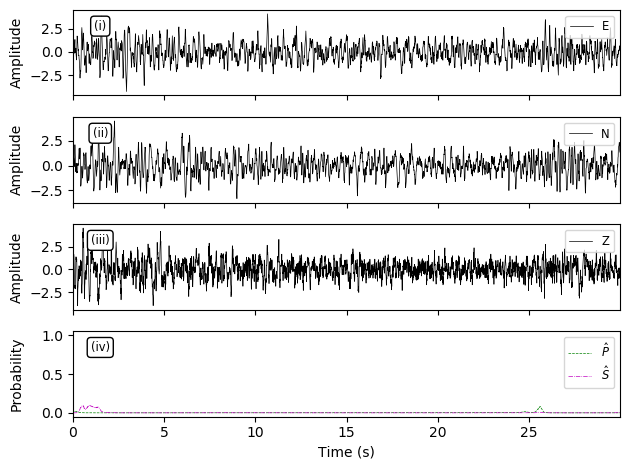 Amplitude
2.5
0.0
−2.5
(i)
E
Amplitude
2.5
0.0
−2.5
(ii)
N
Amplitude
2.5
0.0
−2.5
(iii)
Z
Probability
1.0
0.5
0.0
(iv)
P̂
Ŝ
0 5 10 15 20 25
Time (s)